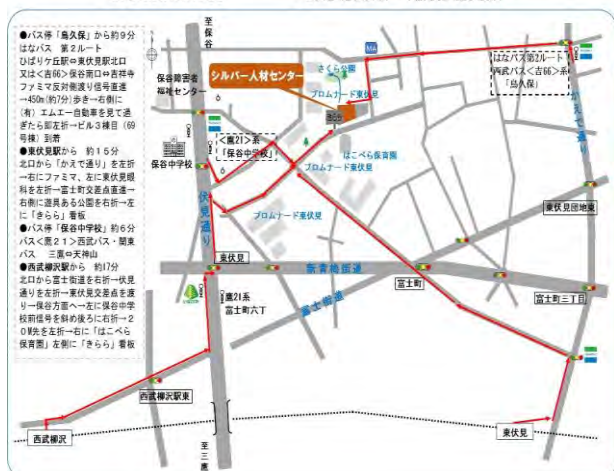 ●バス停「鳥久保」から約9分
はなバス 第2ルート
ひばりケ丘駅⇔東伏見駅北口
又は<吉66>保谷南口⇔吉祥寺
ファミマ反対側渡り信号直進
→450m(約7分)歩き→右側に
(有)エムエー自動車を見て過
ぎたら即左折→ビル3棟目(69
号棟)到着
●東伏見駅から 約15分
北口から「かえで通り」を左折
→右にファミマ、左に東伏見眼
科を左折→富士町交差点直進→
右側に遊具ある公園を右折→左
に「きらら」看板
●バス停「保谷中学校」約6分
バス<鷹21>西武バス・関東
バス 三鷹⇔天神山
●西武柳沢駅から 約17分
北口から富士街道を右折→伏見
通りを左折→東伏見交差点を渡
り→保谷方面へ→左に保谷中学
校前信号を斜め後ろに右折→2
0M先を左折→右に「はこべら
保育園」左側に「きらら」看板
至保谷
保谷障害者
福祉センター
シルバー人材センター
さくら公園
MA
プロムナード東伏見
はなバス第2ルート
西武バス<吉66>系
「鳥久保」
かえで通り
保谷中学校
<鷹21>系
「保谷中学校」
はこべら保育園
プロムナード東伏見
プロムナード東伏見
伏見通り
東伏見
新青梅街道
東伏見団地東
富士町
富士街道
富士町三丁目
鷹21系
富士町六丁
西武柳沢駅東
西武柳沢
東伏見
至三鷹